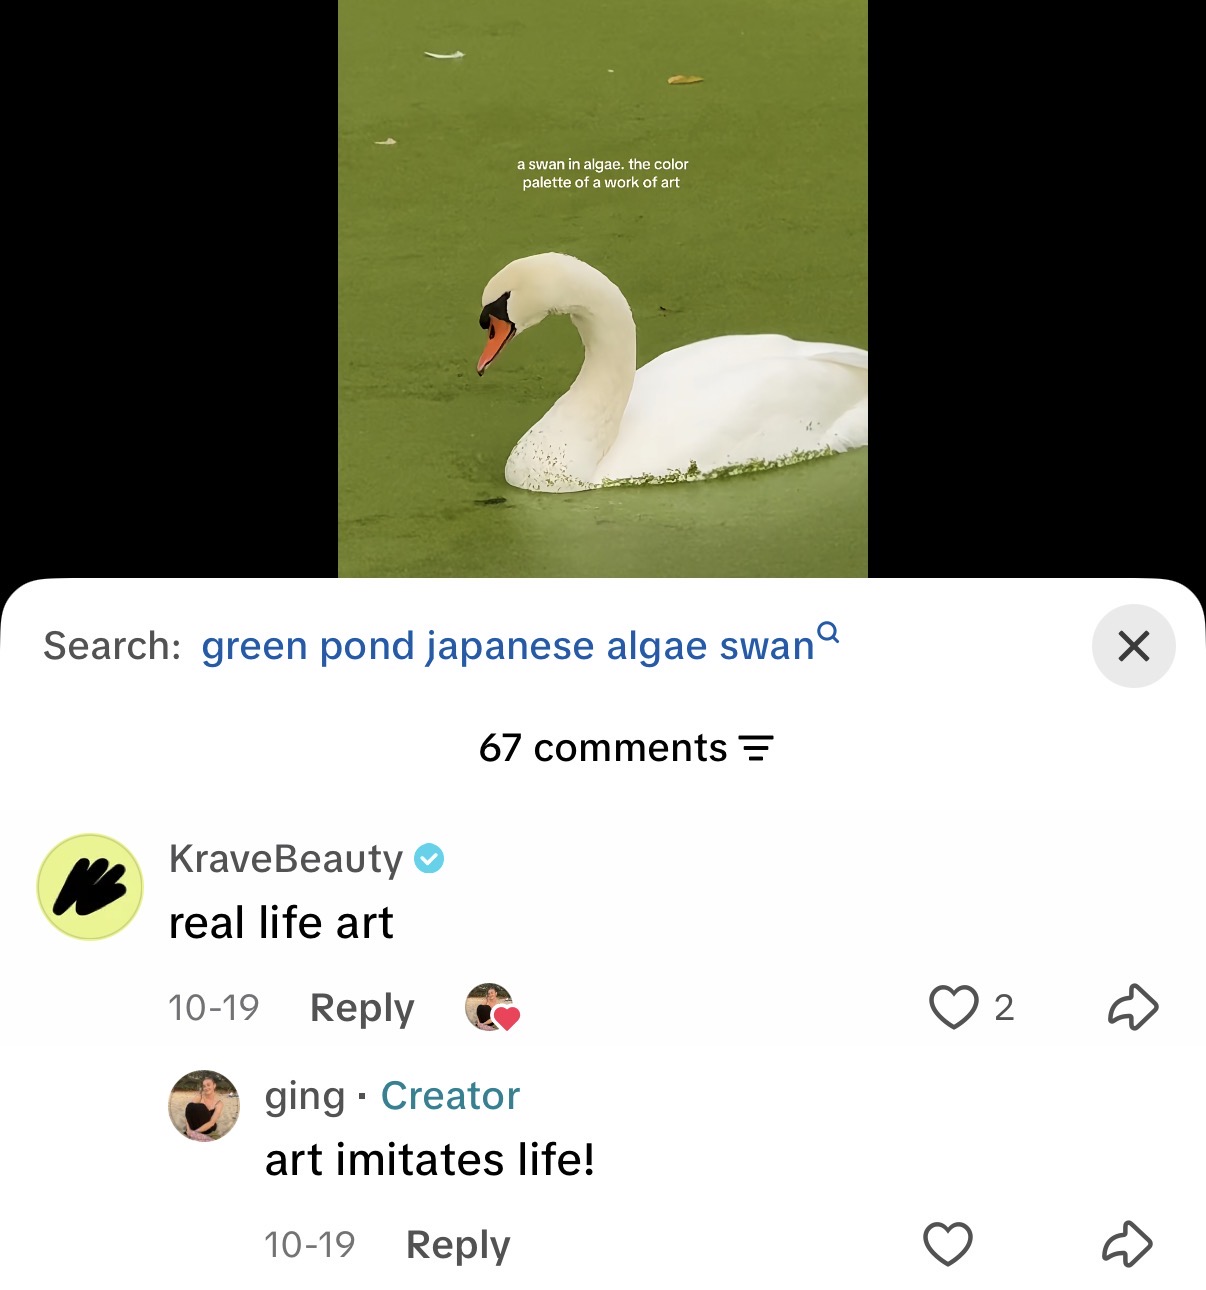 a swan in algae. the color
palette of a work of art
Search: green pond japanese algae swan
67 comments
KraveBeauty
real life art
10-19 Reply
2
ging · Creator
art imitates life!
10-19 Reply